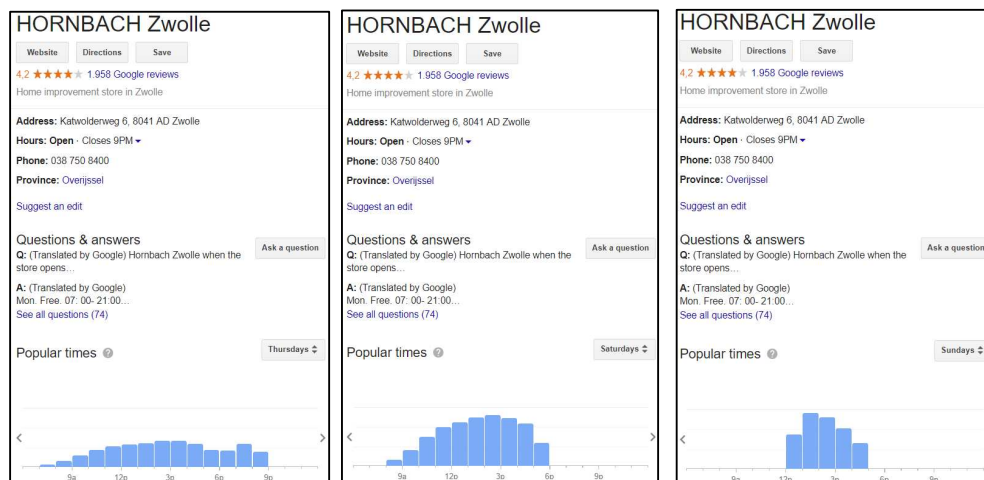 HORNBACH Zwolle
Website Directions Save
4,2 ★★★★★ 1.958 Google reviews
Home improvement store in Zwolle
Address: Katwolderweg 6, 8041 AD Zwolle
Hours: Open · Closes 9PM
Phone: 038 750 8400
Province: Overijssel
Suggest an edit
Questions & answers
Ask a question
Q: (Translated by Google) Hornbach Zwolle when the
store opens...
A: (Translated by Google)
Mon. Free. 07: 00- 21:00...
See all questions (74)
Popular times ?
Thursdays
9a 12p 3p 6p 9p
HORNBACH Zwolle
Website Directions Save
4,2 ★★★★★ 1.958 Google reviews
Home improvement store in Zwolle
Address: Katwolderweg 6, 8041 AD Zwolle
Hours: Open · Closes 9PM
Phone: 038 750 8400
Province: Overijssel
Suggest an edit
Questions & answers
Ask a question
Q: (Translated by Google) Hornbach Zwolle when the
store opens...
A: (Translated by Google)
Mon. Free. 07: 00- 21:00...
See all questions (74)
Popular times ?
Saturdays
9a 12p 3p 6p 9p
HORNBACH Zwolle
Website Directions Save
4,2 ★★★★★ 1.958 Google reviews
Home improvement store in Zwolle
Address: Katwolderweg 6, 8041 AD Zwolle
Hours: Open · Closes 9PM
Phone: 038 750 8400
Province: Overijssel
Suggest an edit
Questions & answers
Ask a question
Q: (Translated by Google) Hornbach Zwolle when the
store opens...
A: (Translated by Google)
Mon. Free. 07: 00- 21:00...
See all questions (74)
Popular times ?
Sundays
9a 12p 3p 6p 9p